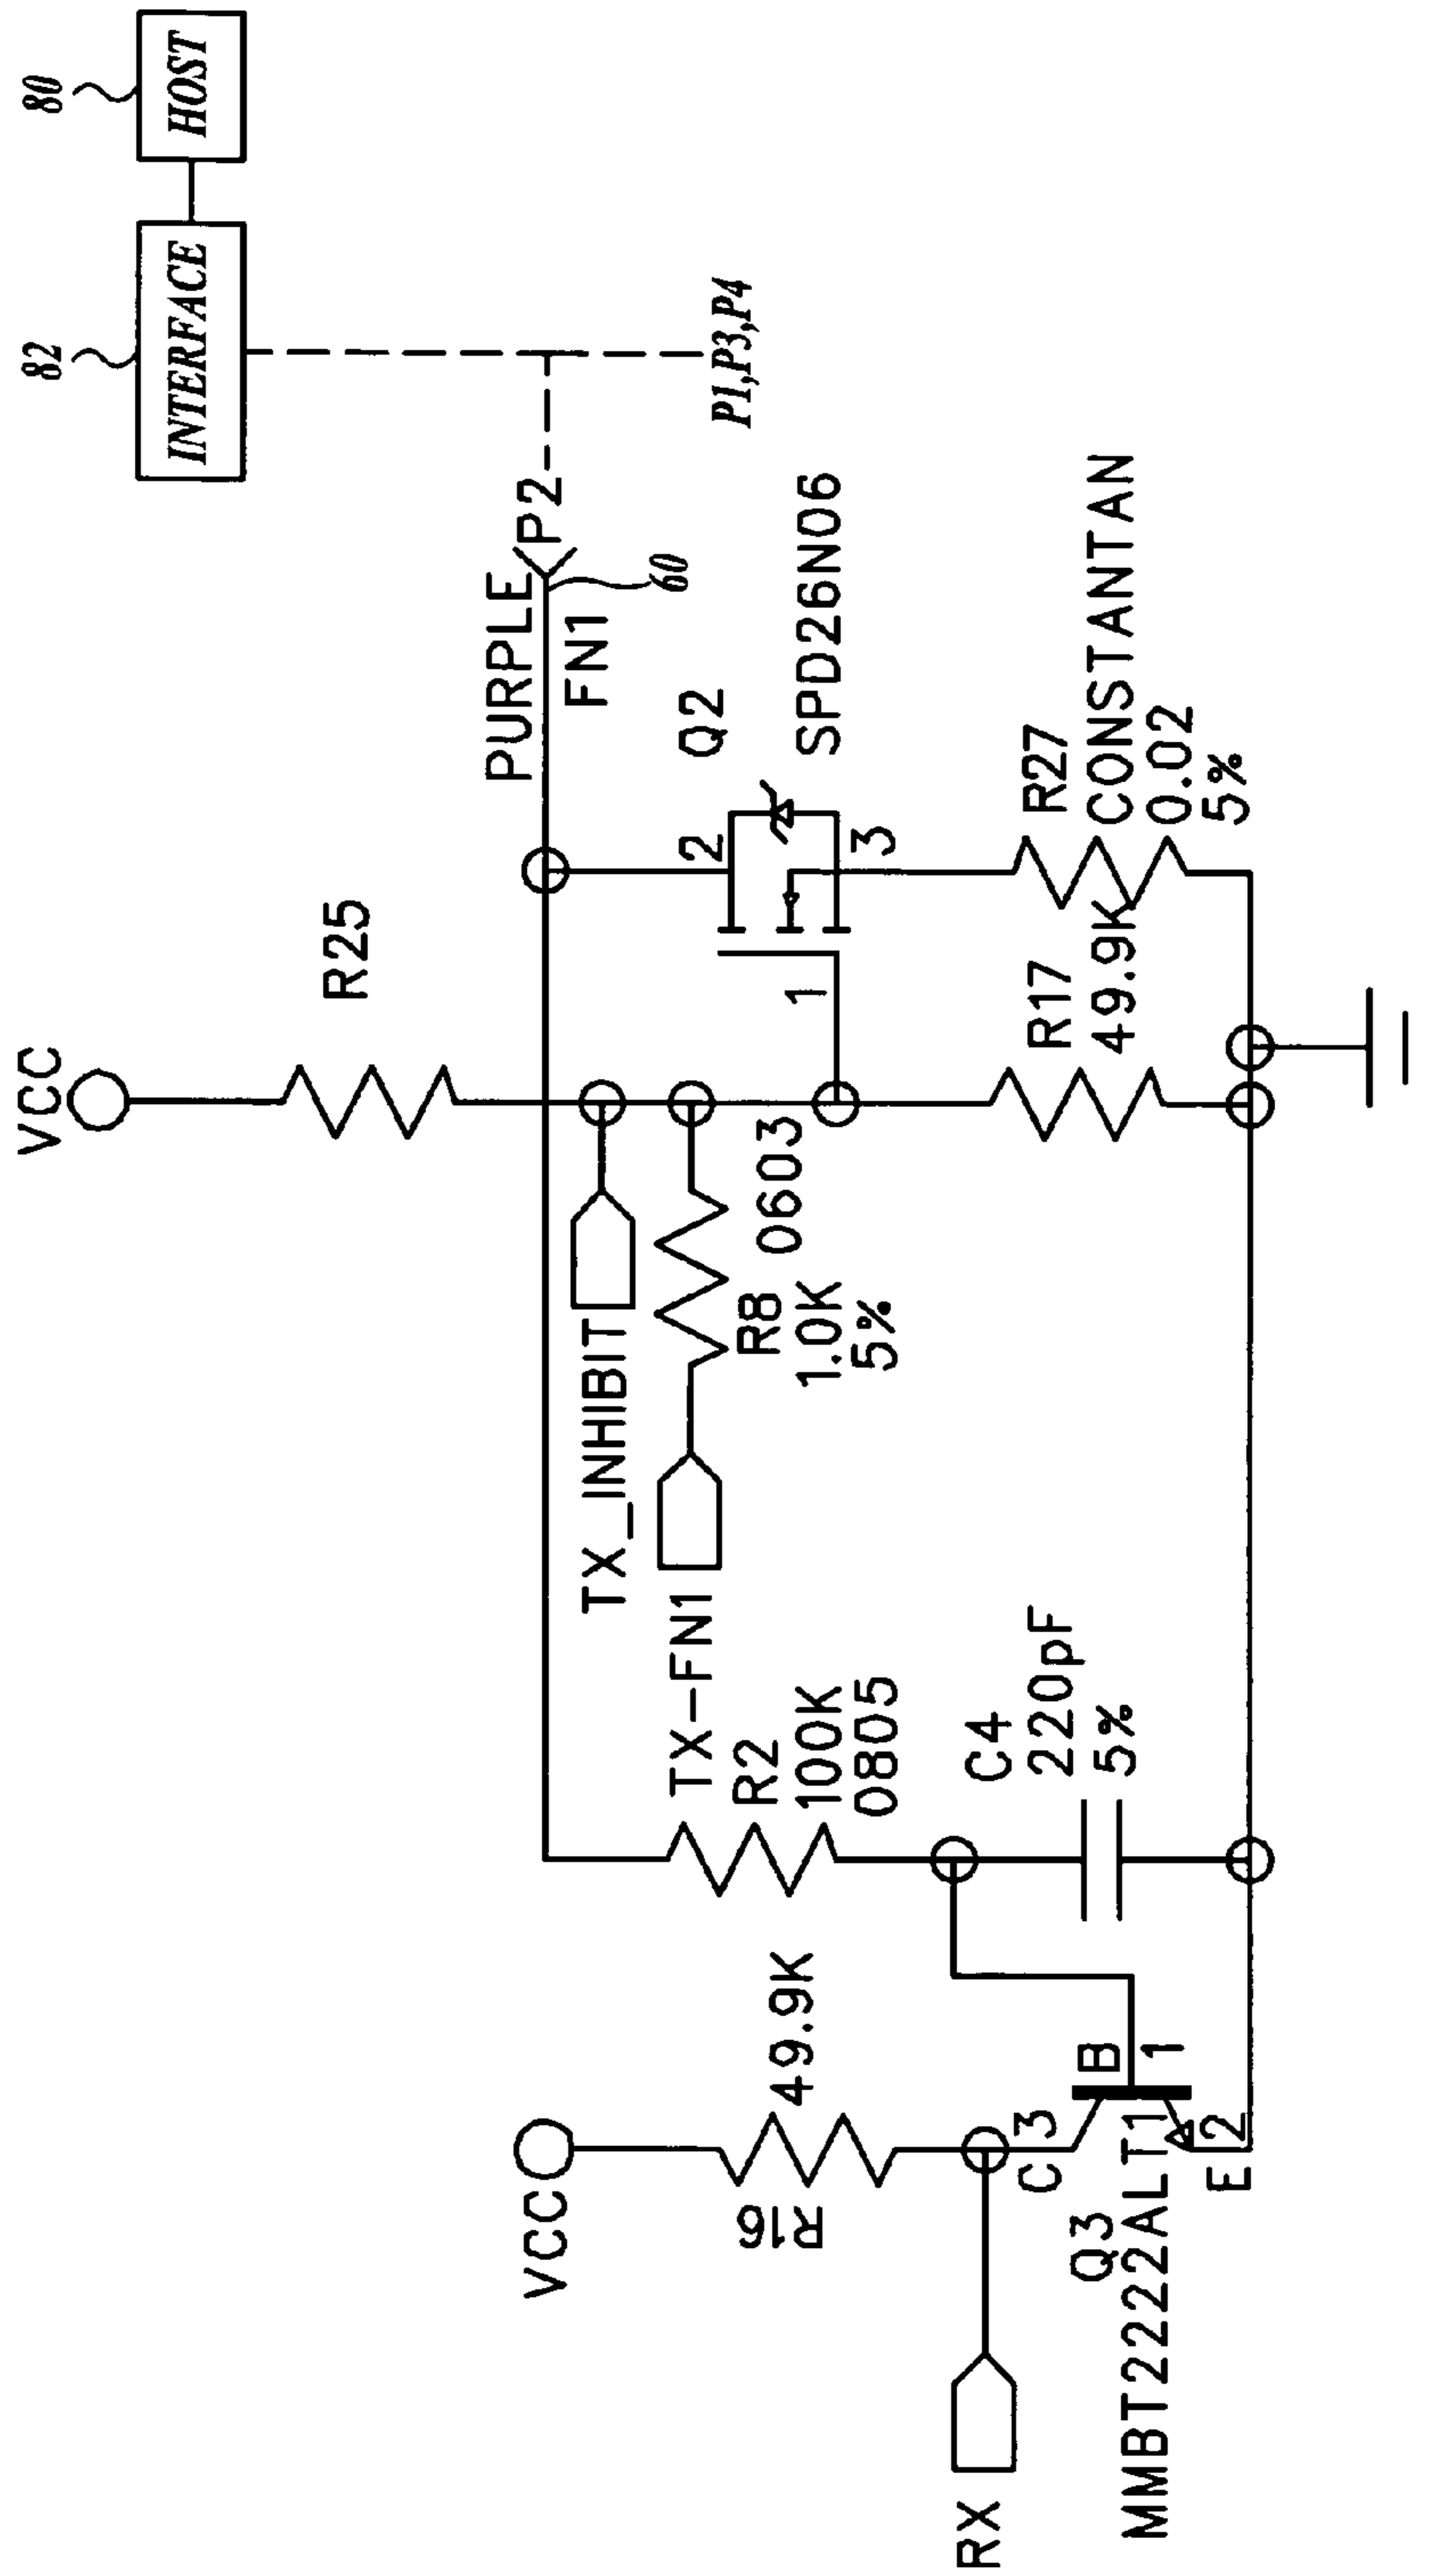 80
HOST
82
INTERFACE
P1,P3,P4
VCC
R25
PURPLE
P2
FN1
60
Q2
SPD26N06
2
3
1
TX_INHIBIT
TX-FN1
R8
0603
1.0K
5%
R17
49.9K
R27
CONSTANTAN
0.02
5%
R2
100K
0805
C4
220pF
5%
VCC
R16
49.9K
RX
C
3
B
1
E
2
Q3
MMBT2222ALT1